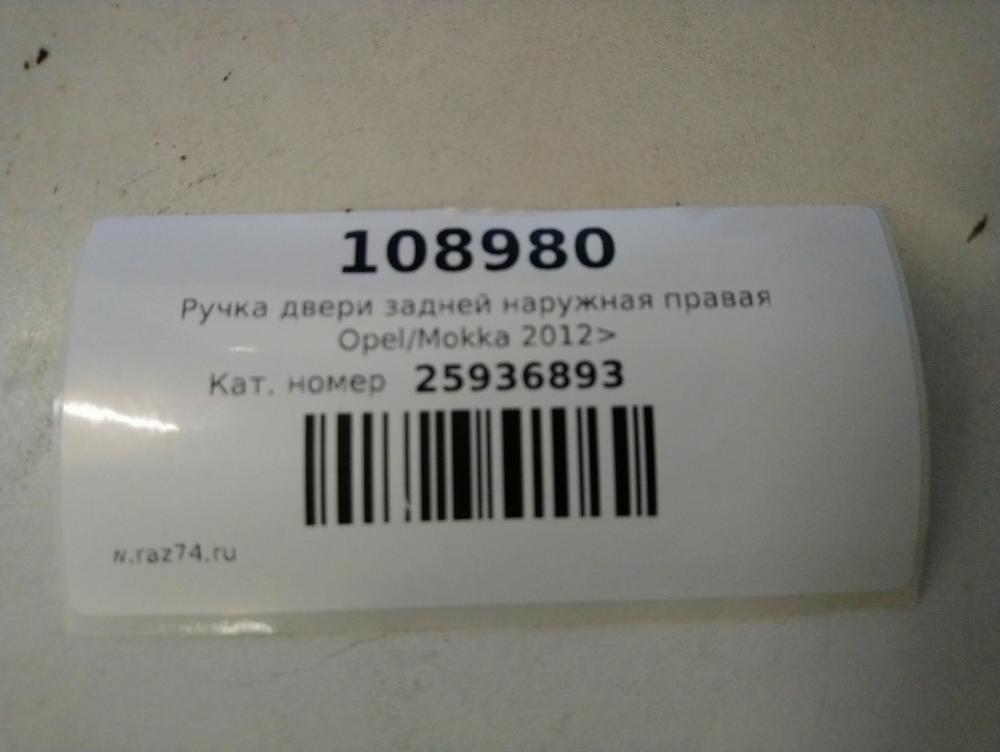 108980
Ручка двери задней наружная правая
Opel/Mokka 2012>
Кат. номер 25936893
w.raz74.ru